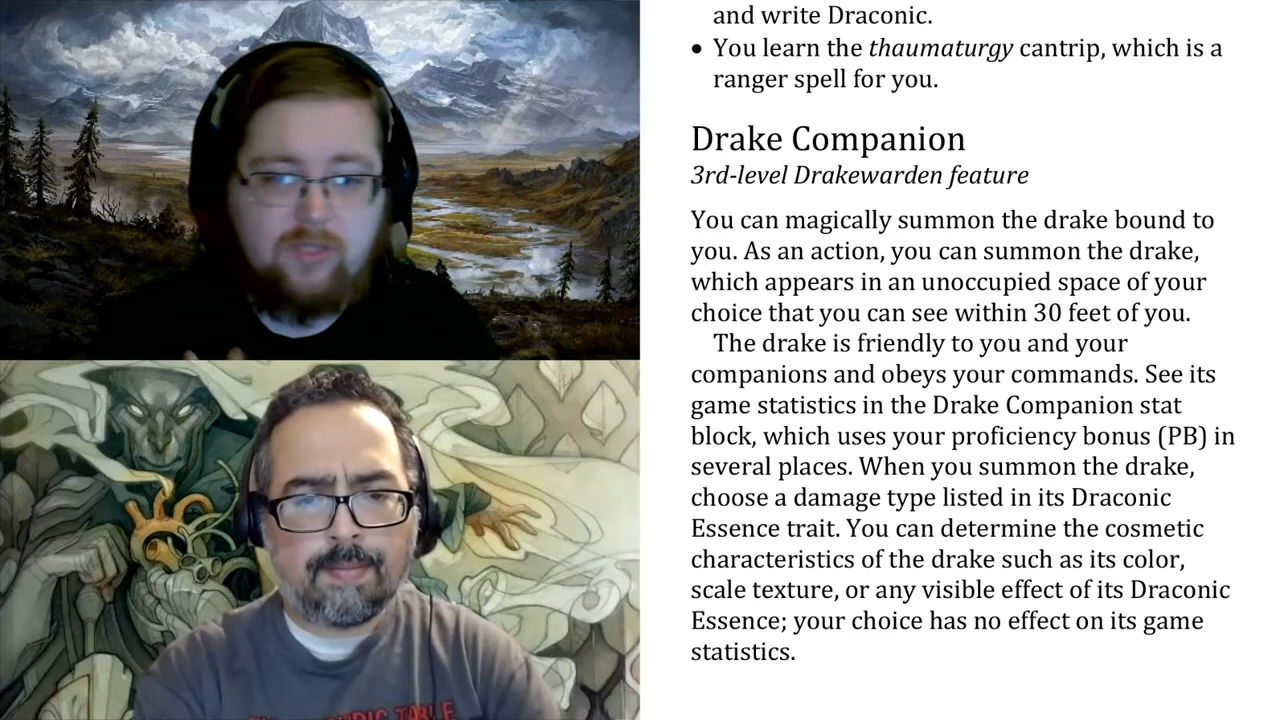 and write Draconic.
• You learn the thaumaturgy cantrip, which is a
ranger spell for you.
Drake Companion
3rd-level Drakewarden feature
You can magically summon the drake bound to
you. As an action, you can summon the drake,
which appears in an unoccupied space of your
choice that you can see within 30 feet of you.
The drake is friendly to you and your
companions and obeys your commands. See its
game statistics in the Drake Companion stat
block, which uses your proficiency bonus (PB) in
several places. When you summon the drake,
choose a damage type listed in its Draconic
Essence trait. You can determine the cosmetic
characteristics of the drake such as its color,
scale texture, or any visible effect of its Draconic
Essence; your choice has no effect on its game
statistics.